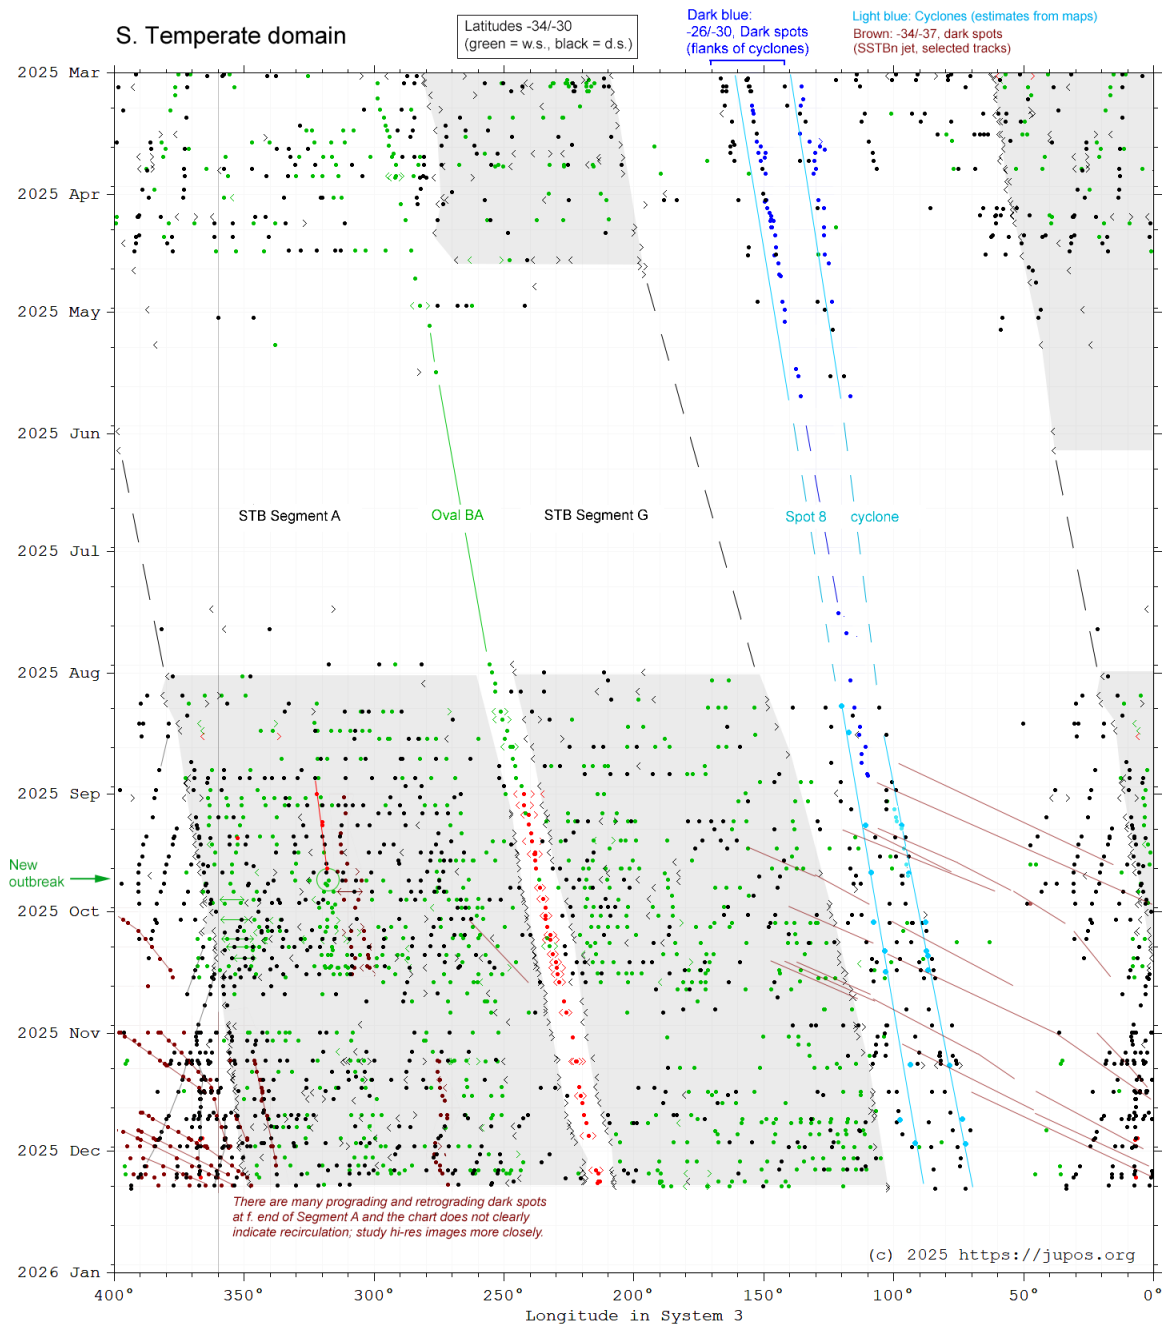 S. Temperate domain
Latitudes -34/-30
(green = w.s., black = d.s.)
Dark blue:
-26/-30, Dark spots
(flanks of cyclones)
Light blue: Cyclones (estimates from maps)
Brown: -34/-37, dark spots
(SSTBn jet, selected tracks)
2025 Mar
2025 Apr
2025 May
2025 Jun
STB Segment A
Oval BA
STB Segment G
Spot 8
cyclone
2025 Jul
2025 Aug
2025 Sep
New
outbreak
2025 Oct
2025 Nov
2025 Dec
There are many prograding and retrograding dark spots
at f. end of Segment A and the chart does not clearly
indicate recirculation; study hi-res images more closely.
(c) 2025 https://jupos.org
2026 Jan
400° 350° 300° 250° 200° 150° 100° 50° 0°
Longitude in System 3